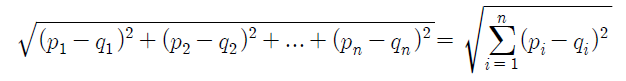 √((p₁ − q₁)² + (p₂ − q₂)² + ... + (pₙ − qₙ)²) = √(∑ᵢ₌₁ⁿ (pᵢ − qᵢ)²)